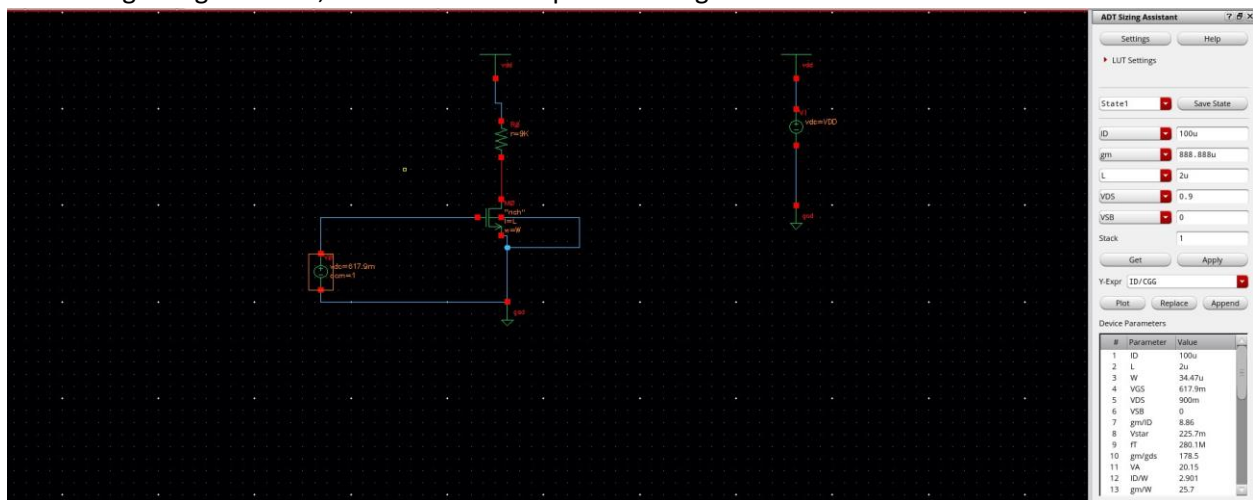 vdd
r=9K
"nch"
l=L
w=W
vdc=617.9m
gnd
vdd
V1
vdc=VDD
gnd
ADT Sizing Assistant
Settings
Help
LUT Settings
State1
Save State
ID
100u
gm
888.888u
L
2u
VDS
0.9
VSB
0
Stack
1
Get
Apply
Y-Expr ID/CGG
Plot
Replace
Append
Device Parameters
# Parameter Value
1 ID 100u
2 L 2u
3 W 34.47u
4 VGS 617.9m
5 VDS 900m
6 VSB 0
7 gm/ID 8.86
8 Vstar 225.7m
9 fT 280.1M
10 gm/gds 178.5
11 VA 20.15
12 ID/W 2.901
13 gm/W 25.7